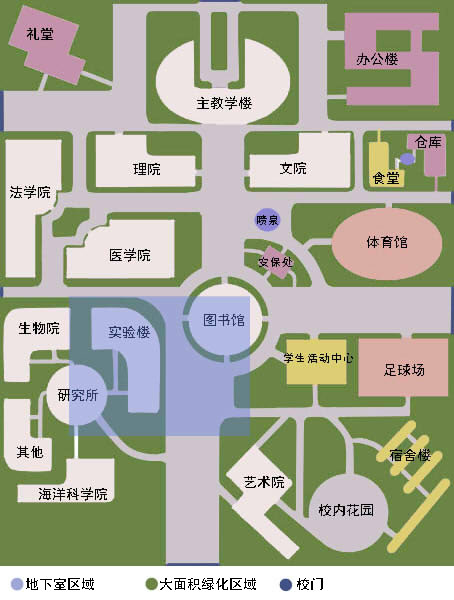 礼堂
办公楼
主教学楼
仓库
理院
文院
食堂
法学院
喷泉
体育馆
医学院
安保处
图书馆
生物院
实验楼
学生活动中心
足球场
研究所
其他
宿舍楼
艺术院
海洋科学院
校内花园
地下室区域
大面积绿化区域
校门